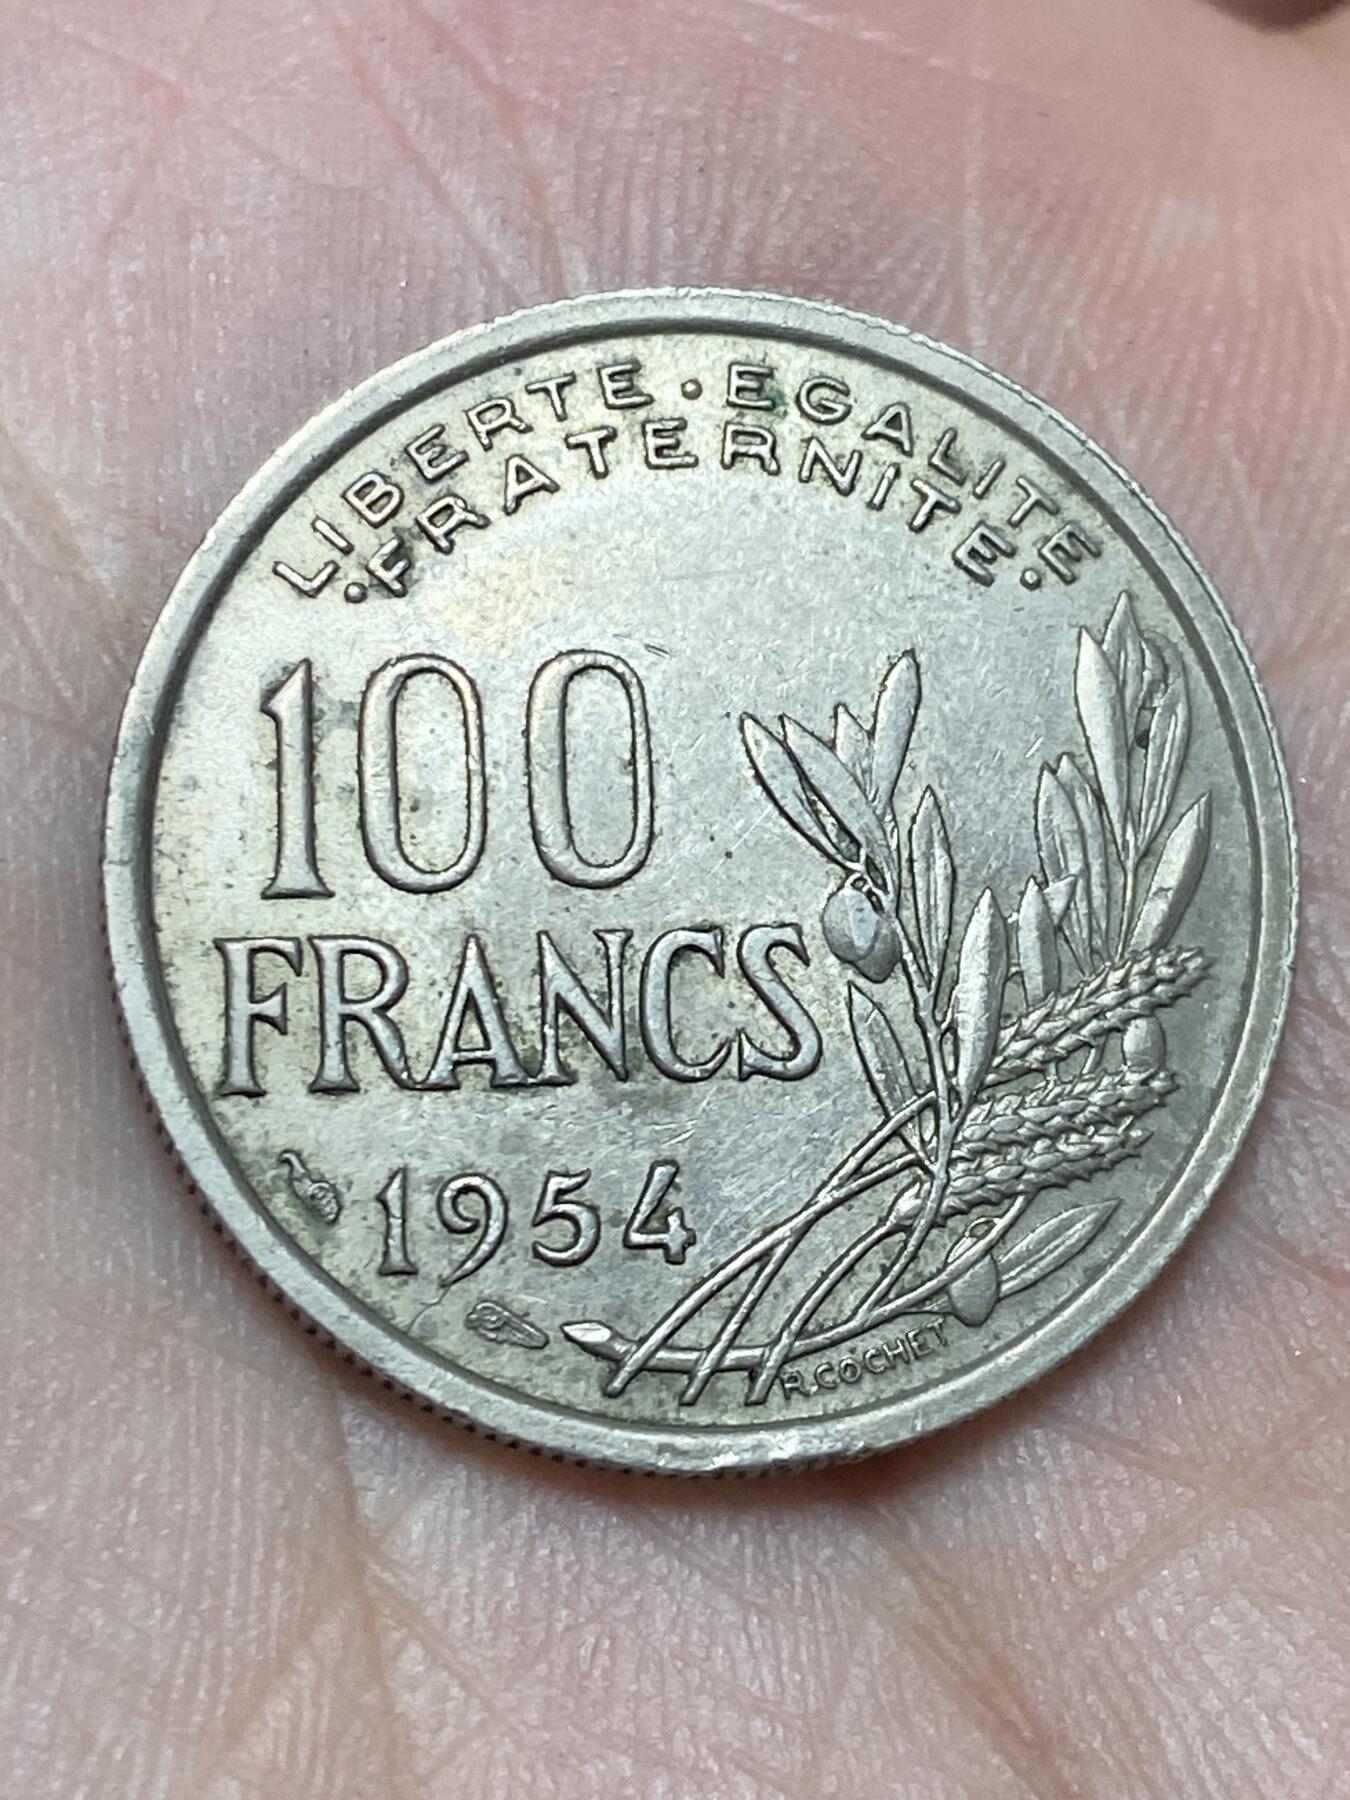 LIBERTE·EGALITE
·FRATERNITE·
100
FRANCS
1954
R.COCHET